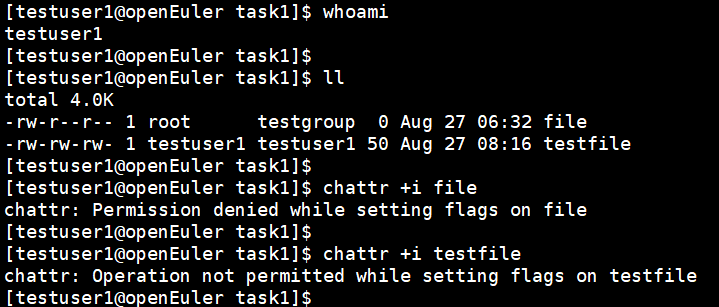 [testuser1@openEuler task1]$ whoami
testuser1
[testuser1@openEuler task1]$
[testuser1@openEuler task1]$ ll
total 4.0K
-rw-r--r-- 1 root      testgroup  0 Aug 27 06:32 file
-rw-rw-rw- 1 testuser1 testuser1 50 Aug 27 08:16 testfile
[testuser1@openEuler task1]$
[testuser1@openEuler task1]$ chattr +i file
chattr: Permission denied while setting flags on file
[testuser1@openEuler task1]$
[testuser1@openEuler task1]$ chattr +i testfile
chattr: Operation not permitted while setting flags on testfile
[testuser1@openEuler task1]$